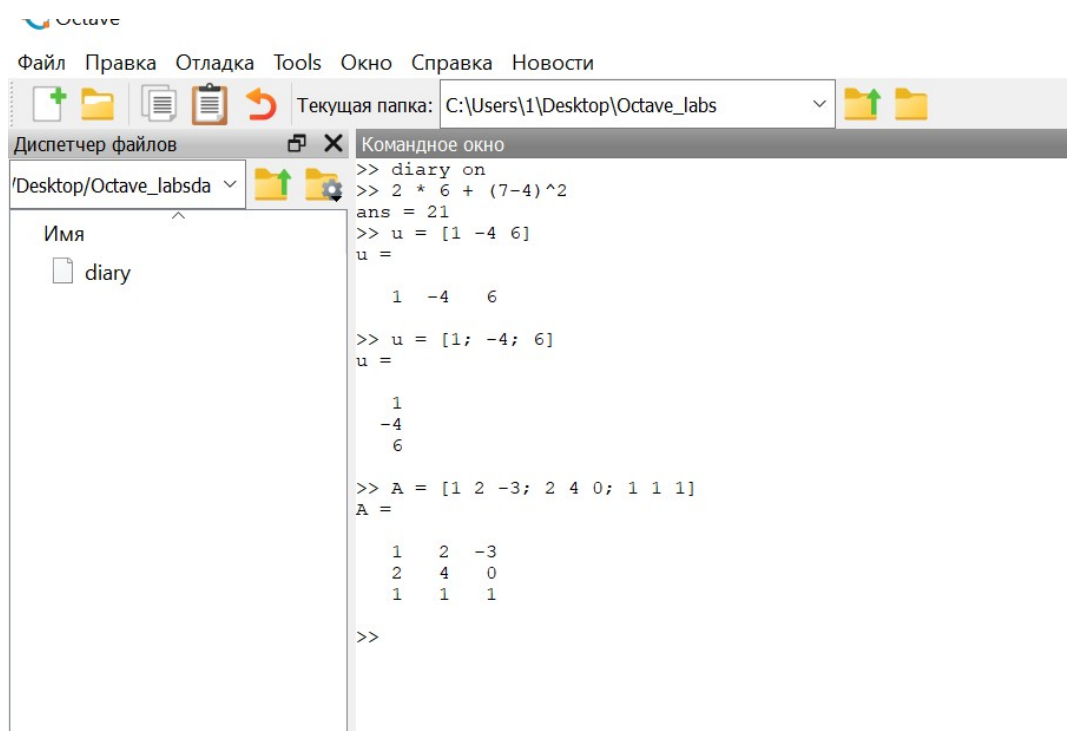 Octave
Файл Правка Отладка Tools Окно Справка Новости
Текущая папка: C:\Users\1\Desktop\Octave_labs
Диспетчер файлов
/Desktop/Octave_labsda
Имя
diary
Командное окно
>> diary on
>> 2 * 6 + (7-4)^2
ans = 21
>> u = [1 -4 6]
u =
1 -4 6
>> u = [1; -4; 6]
u =
1
-4
6
>> A = [1 2 -3; 2 4 0; 1 1 1]
A =
1 2 -3
2 4 0
1 1 1
>>